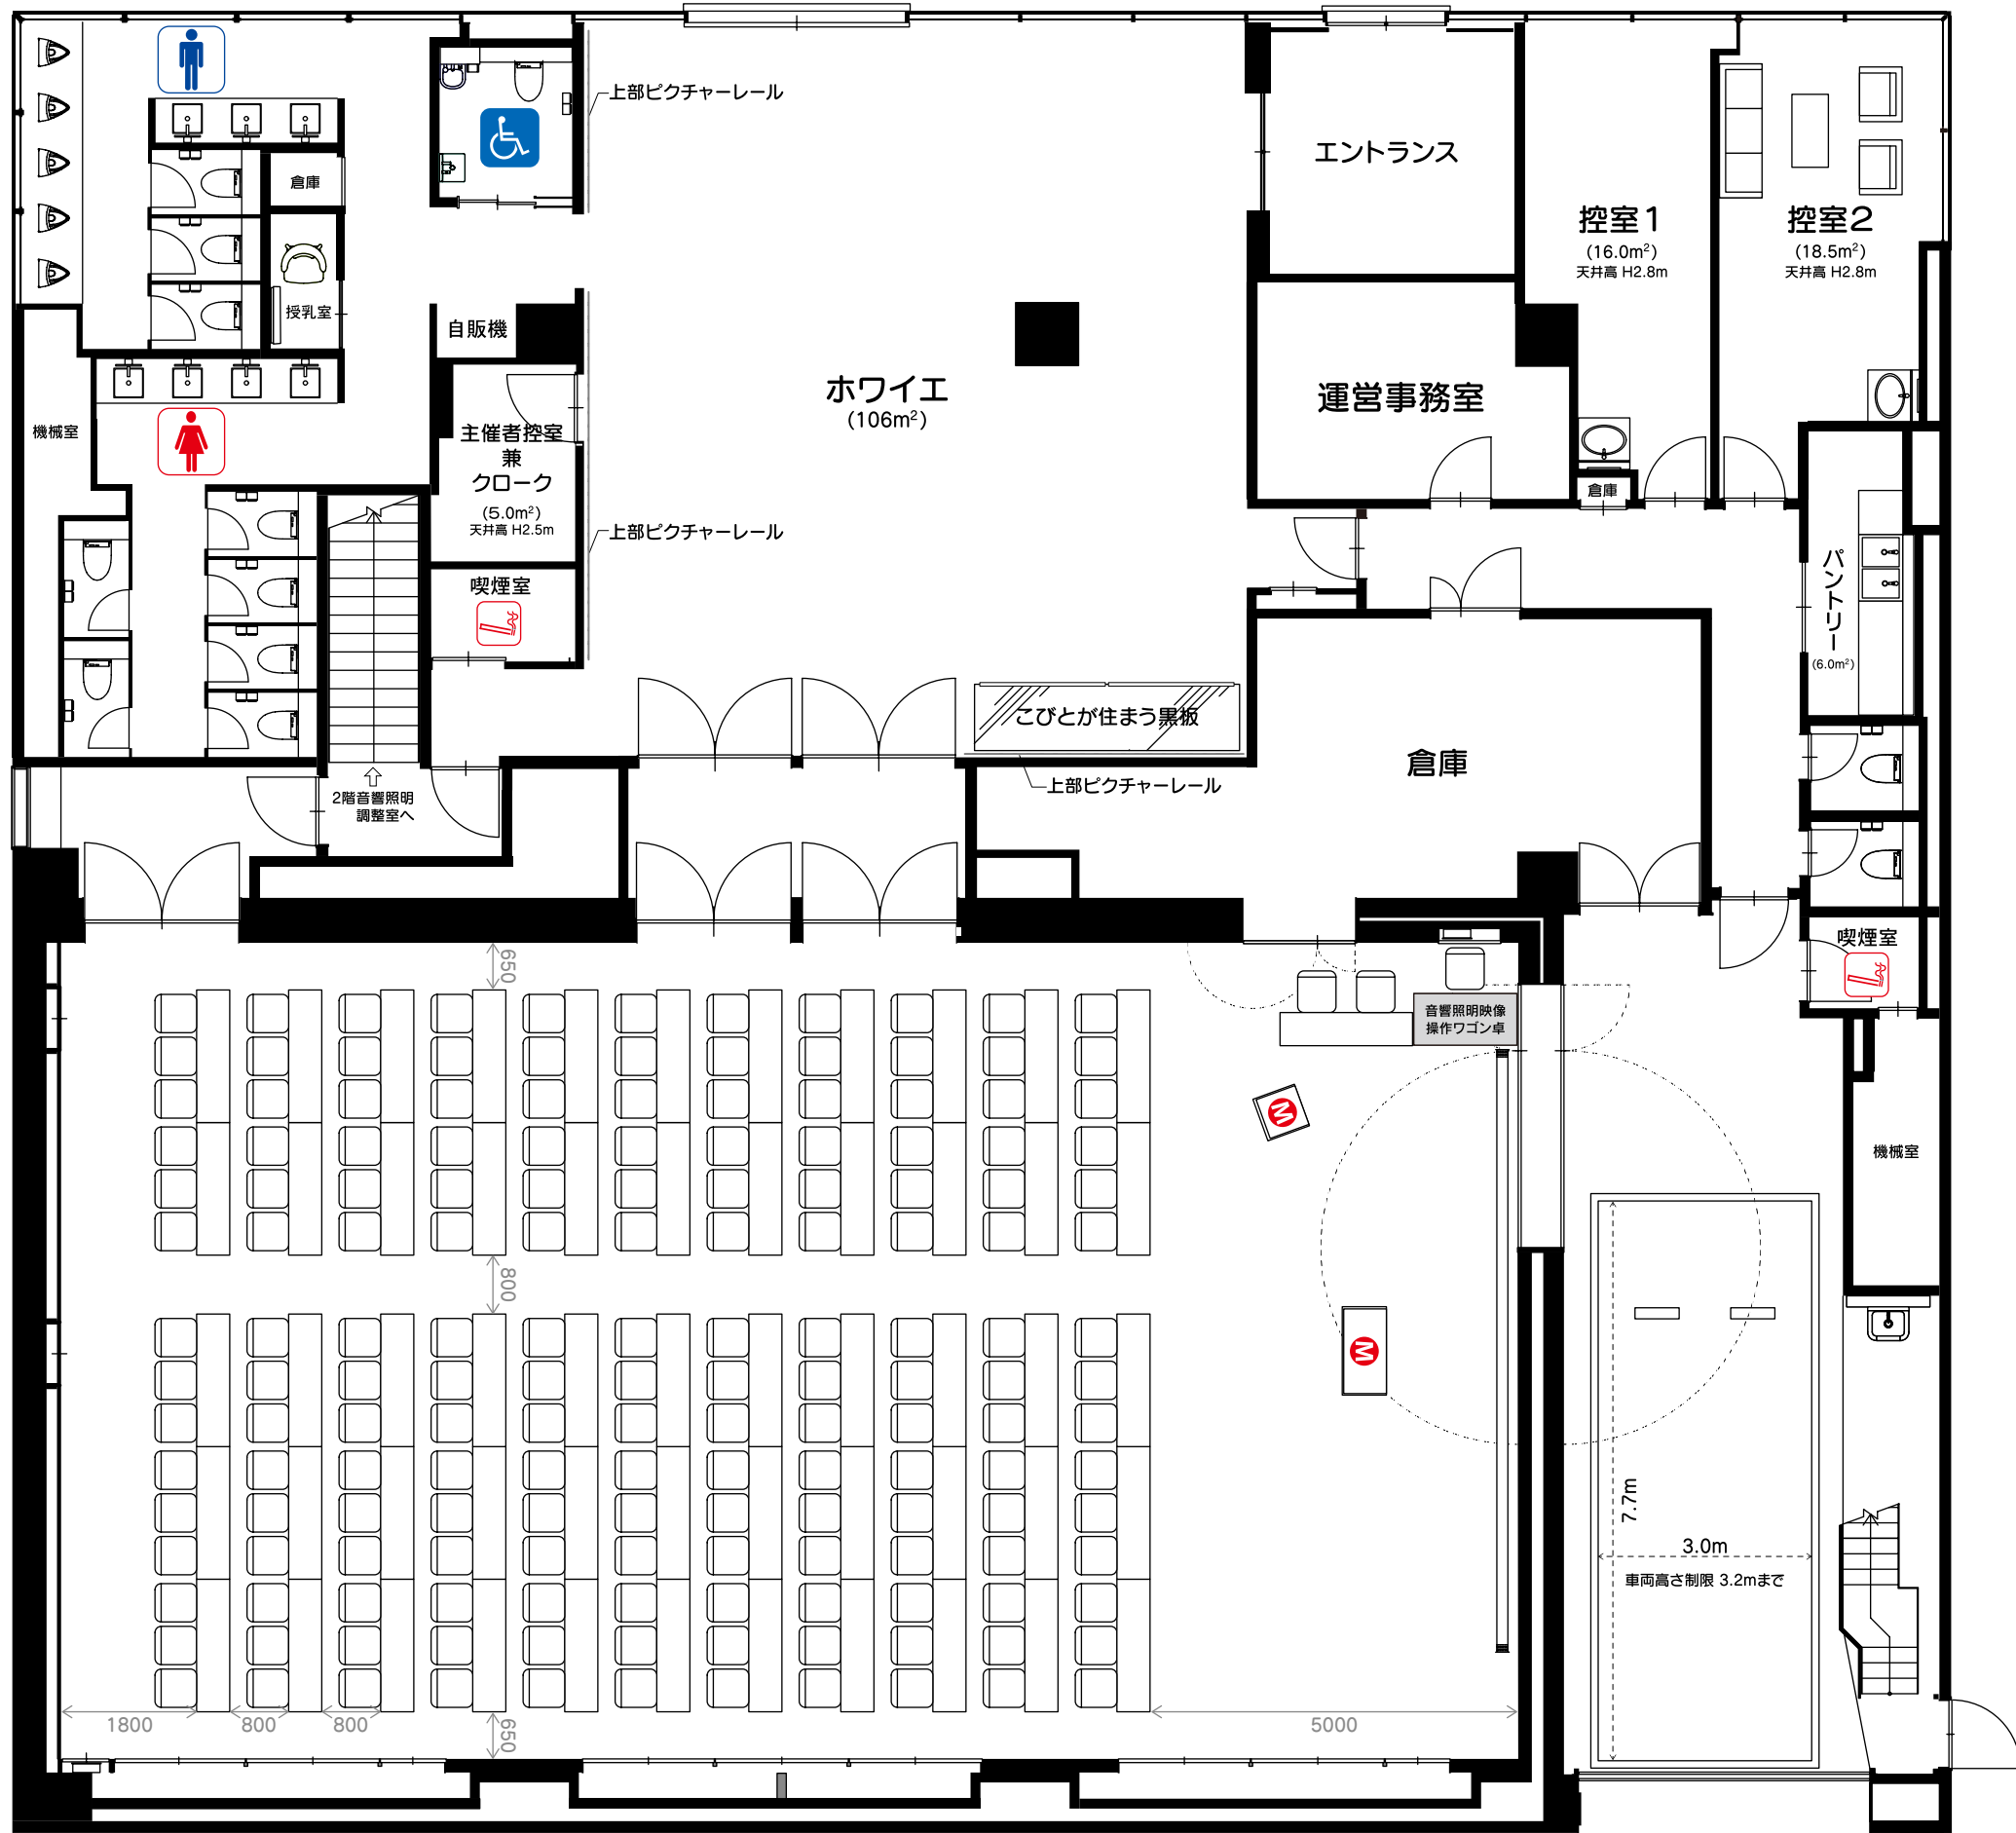 上部ピクチャーレール
エントランス
倉庫
控室1
(16.0m²)
天井高 H2.8m
控室2
(18.5m²)
天井高 H2.8m
授乳室
自販機
ホワイエ
(106m²)
運営事務室
機械室
主催者控室
兼
クローク
(5.0m²)
天井高 H2.5m
倉庫
上部ピクチャーレール
パントリー
(6.0m²)
喫煙室
こびとが住まう黒板
倉庫
上部ピクチャーレール
2階音響照明
調整室へ
喫煙室
650
音響照明映像
操作ワゴン卓
M
機械室
800
M
7.7m
3.0m
車両高さ制限 3.2mまで
1800
800
800
650
5000